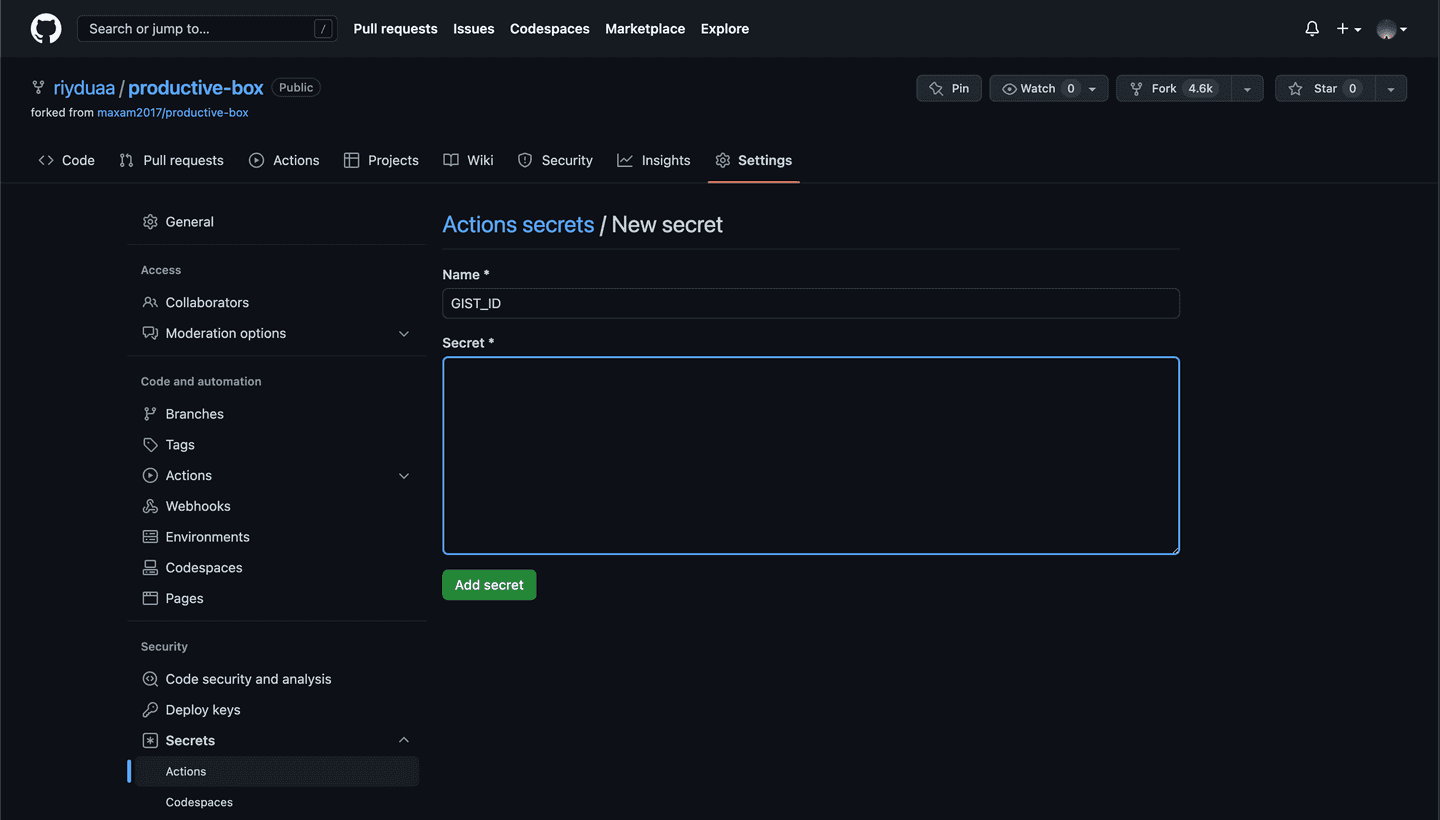 Search or jump to... /
Pull requests Issues Codespaces Marketplace Explore
riyduaa / productive-box Public
forked from maxam2017/productive-box
Pin Watch 0 Fork 4.6k Star 0
Code Pull requests Actions Projects Wiki Security Insights Settings
General
Access
Collaborators
Moderation options
Code and automation
Branches
Tags
Actions
Webhooks
Environments
Codespaces
Pages
Security
Code security and analysis
Deploy keys
Secrets
Actions
Codespaces
Actions secrets / New secret
Name *
GIST_ID
Secret *
Add secret